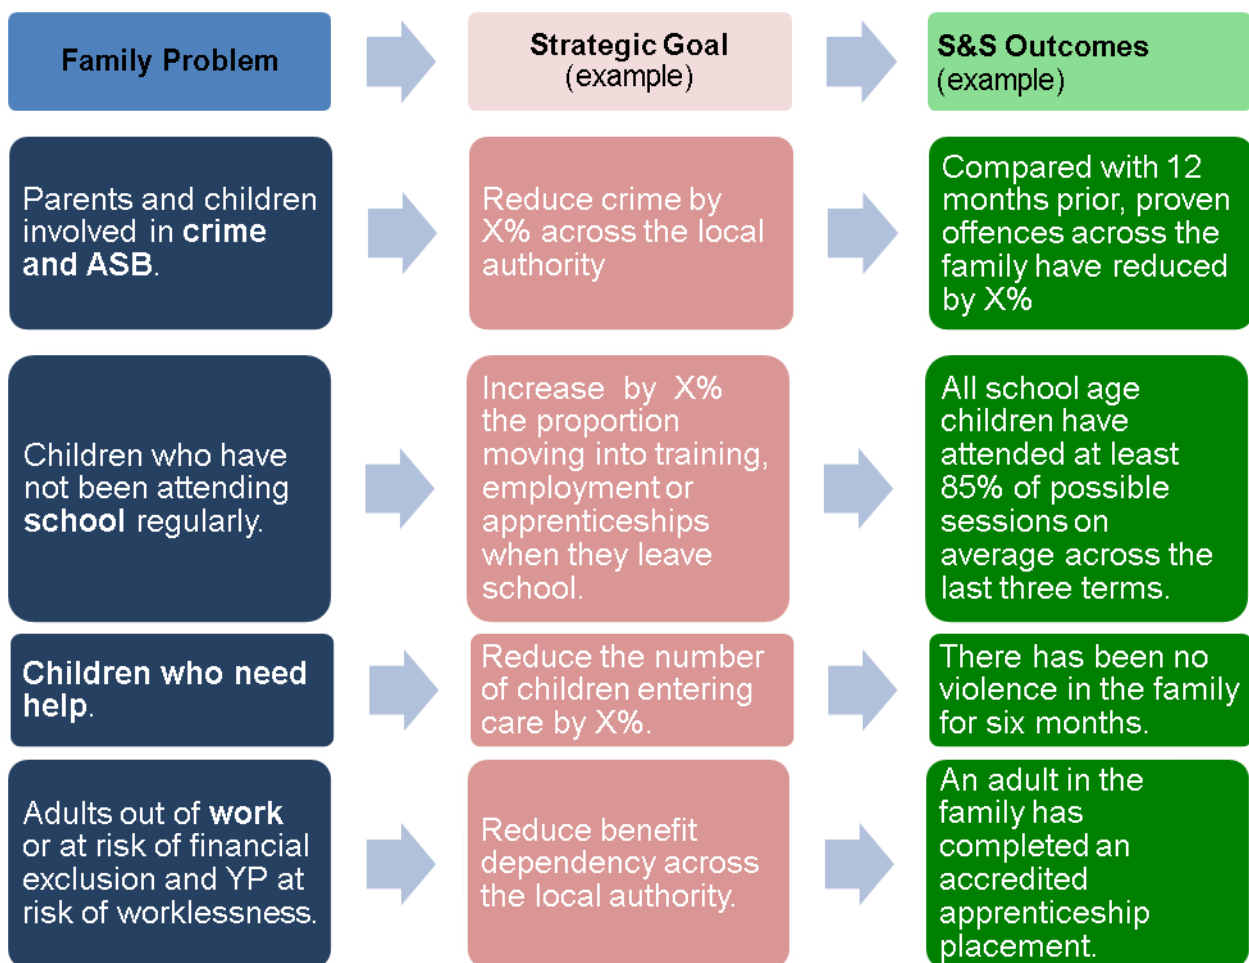 Family Problem
Strategic Goal
(example)
S&S Outcomes
(example)
Parents and children
involved in crime
and ASB.
Reduce crime by
X% across the local
authority
Compared with 12
months prior, proven
offences across the
family have reduced
by X%
Children who have
not been attending
school regularly.
Increase by X%
the proportion
moving into training,
employment or
apprenticeships
when they leave
school.
All school age
children have
attended at least
85% of possible
sessions on
average across the
last three terms.
Children who need
help.
Reduce the number
of children entering
care by X%.
There has been no
violence in the family
for six months.
Adults out of work
or at risk of financial
exclusion and YP at
risk of worklessness.
Reduce benefit
dependency across
the local authority.
An adult in the
family has
completed an
accredited
apprenticeship
placement.